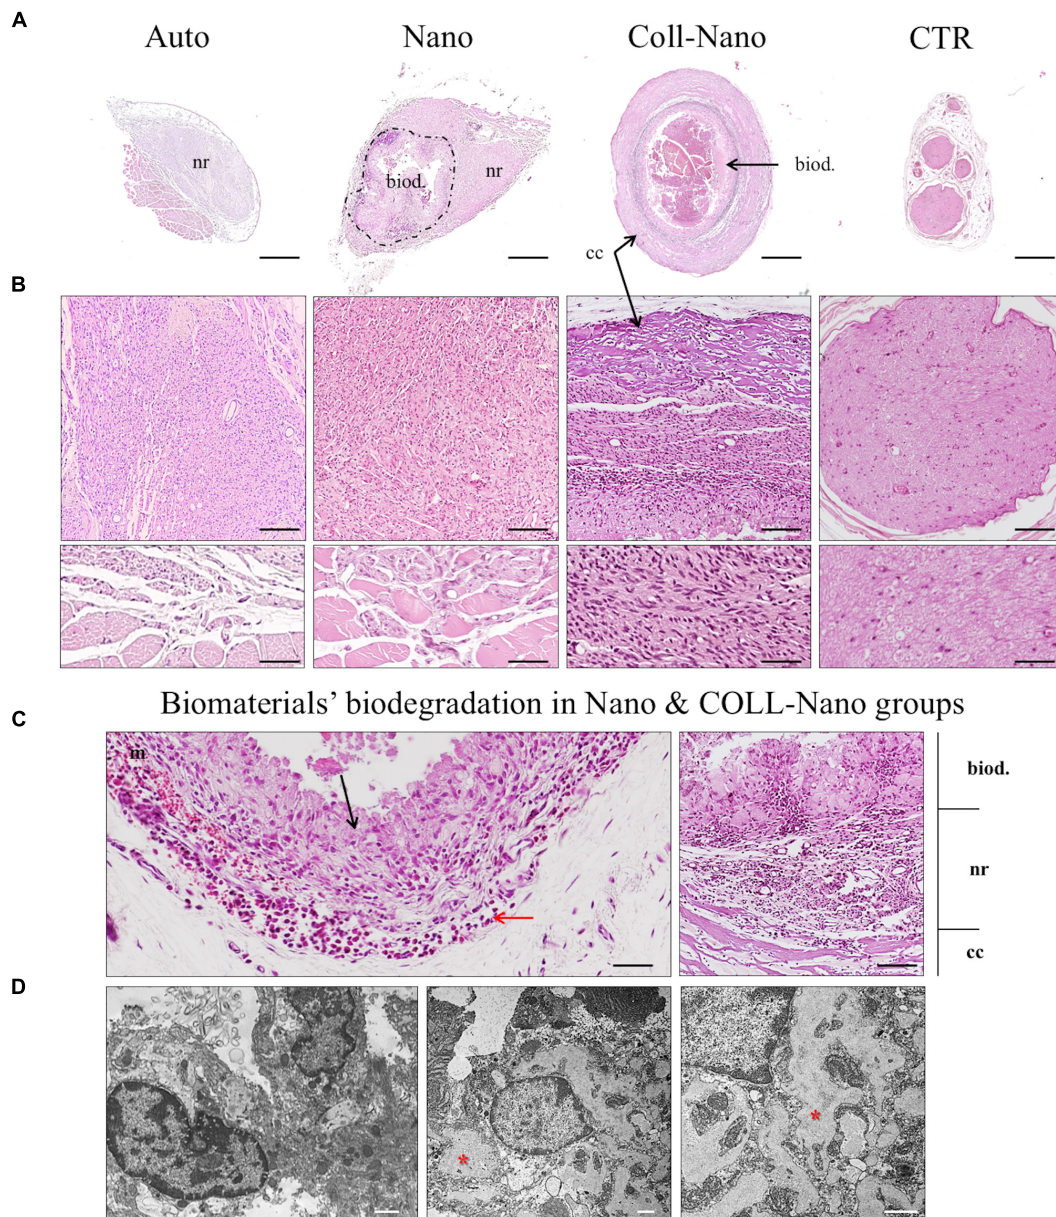 A
Auto Nano Coll-Nano CTR
nr
biod.
nr
biod.
cc
B
Biomaterials’ biodegradation in Nano & COLL-Nano groups
C
m
biod.
nr
cc
D
*
*